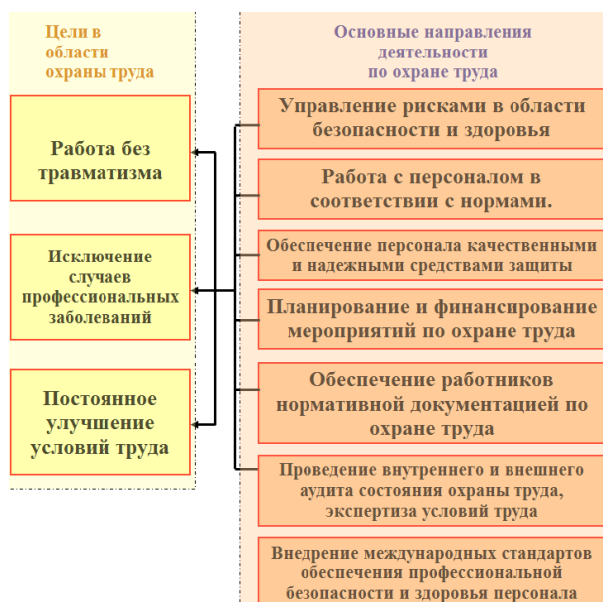 Цели в
области
охраны труда
Работа без
травматизма
Исключение
случаев
профессиональных
заболеваний
Постоянное
улучшение
условий труда
Основные направления
деятельности
по охране труда
Управление рисками в области
безопасности и здоровья
Работа с персоналом в
соответствии с нормами.
Обеспечение персонала качественными
и надежными средствами защиты
Планирование и финансирование
мероприятий по охране труда
Обеспечение работников
нормативной документацией по
охране труда
Проведение внутреннего и внешнего
аудита состояния охраны труда,
экспертиза условий труда
Внедрение международных стандартов
обеспечения профессиональной
безопасности и здоровья персонала